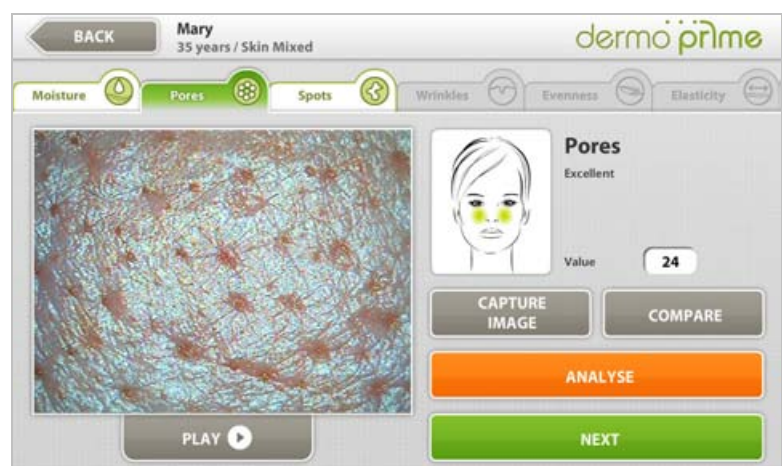 BACK
Mary
35 years / Skin Mixed
dermo prime
Moisture
Pores
Spots
Wrinkles
Evenness
Elasticity
Pores
Excellent
Value
24
CAPTURE
IMAGE
COMPARE
ANALYSE
PLAY
NEXT